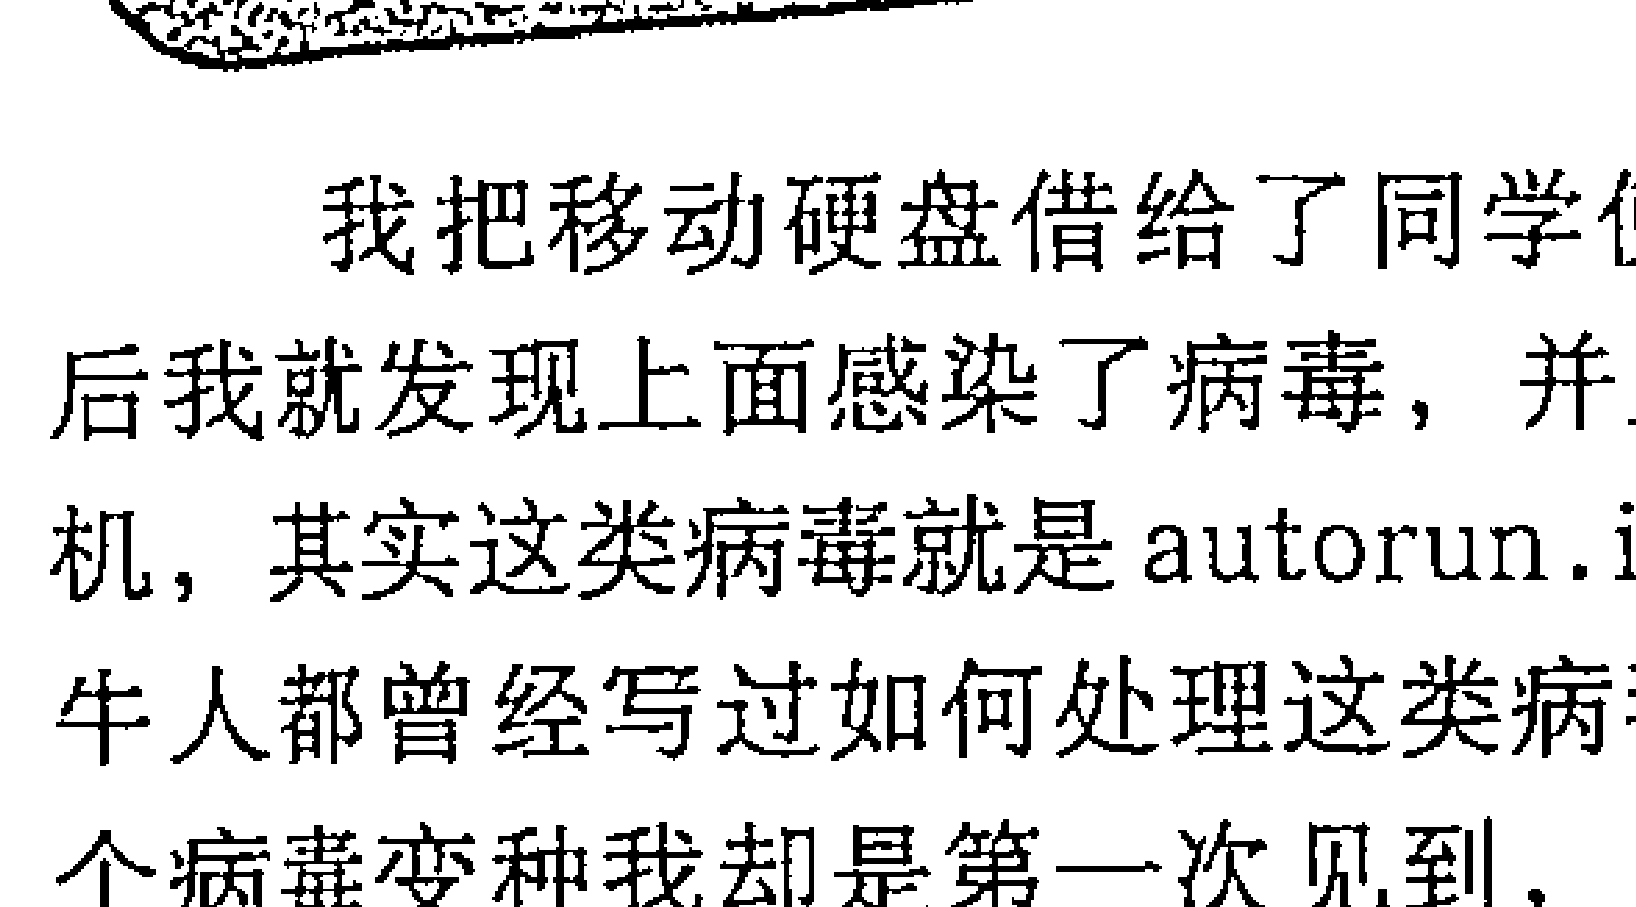 我把移动硬盘借给了同学
后我就发现上面感染了病毒，并
机，其实这类病毒就是autorun.i
牛人都曾经写过如何处理这类病
个病毒变种我却是第一次见到，